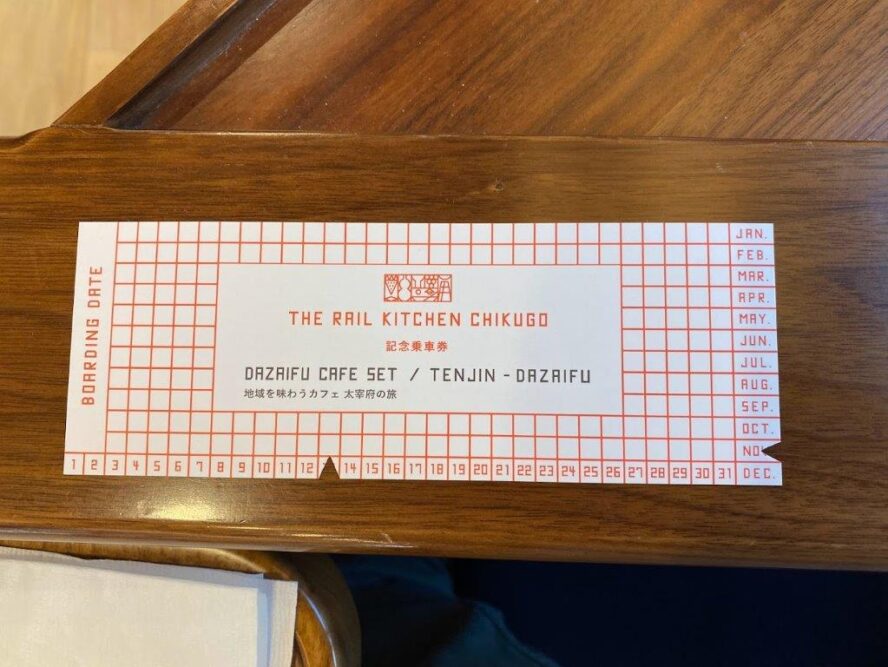 BOARDING DATE
THE RAIL KITCHEN CHIKUGO
記念乗車券
DAZAIFU CAFE SET / TENJIN - DAZAIFU
地域を味わうカフェ 太宰府の旅
JAN.
FEB.
MAR.
APR.
MAY.
JUN.
JUL.
AUG.
SEP.
OCT.
NO
DEC.
1 2 3 4 5 6 7 8 9 10 11 12 14 15 16 17 18 19 20 21 22 23 24 25 26 27 28 29 30 31